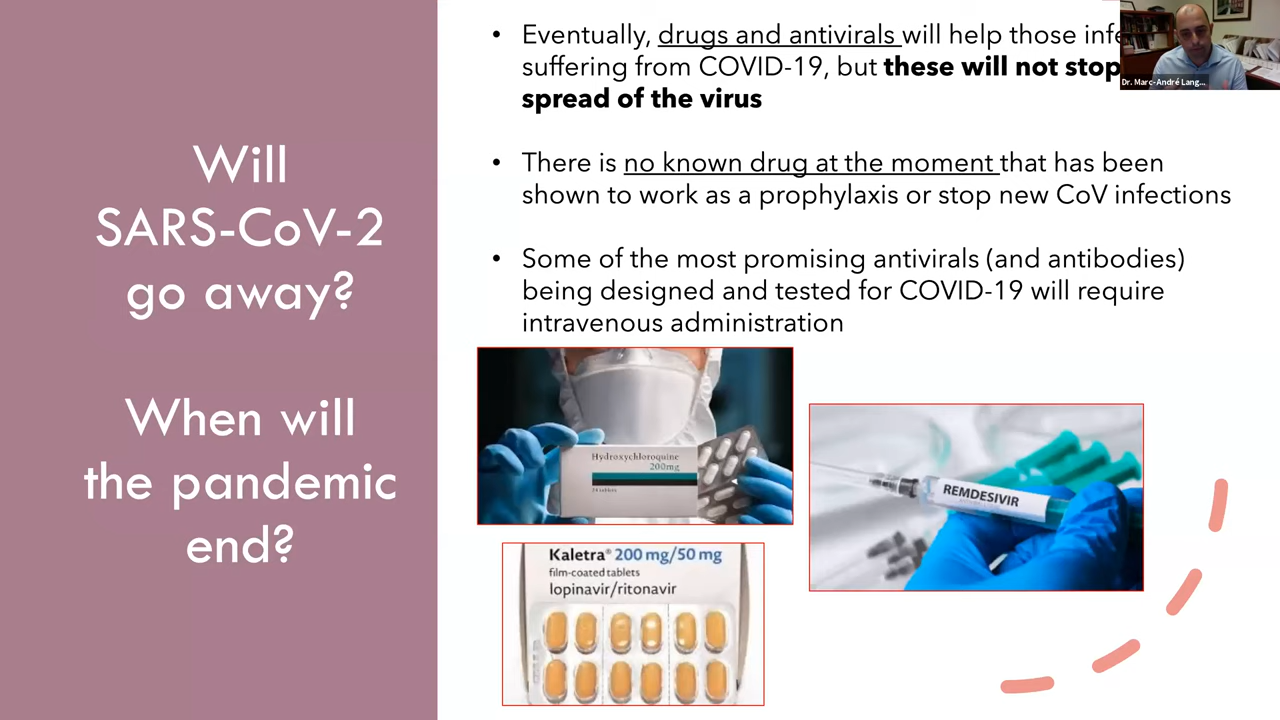 Will
SARS-CoV-2
go away?
When will
the pandemic
end?
• Eventually, drugs and antivirals will help those
suffering from COVID-19, but these will not stop
spread of the virus
• There is no known drug at the moment that has been
shown to work as a prophylaxis or stop new CoV infections
• Some of the most promising antivirals (and antibodies)
being designed and tested for COVID-19 will require
intravenous administration
Dr. Marc-André Lang...
Hydroxychloroquine
200mg
REMDESIVIR
Kaletra® 200 mg/50 mg
film-coated tablets
lopinavir/ritonavir